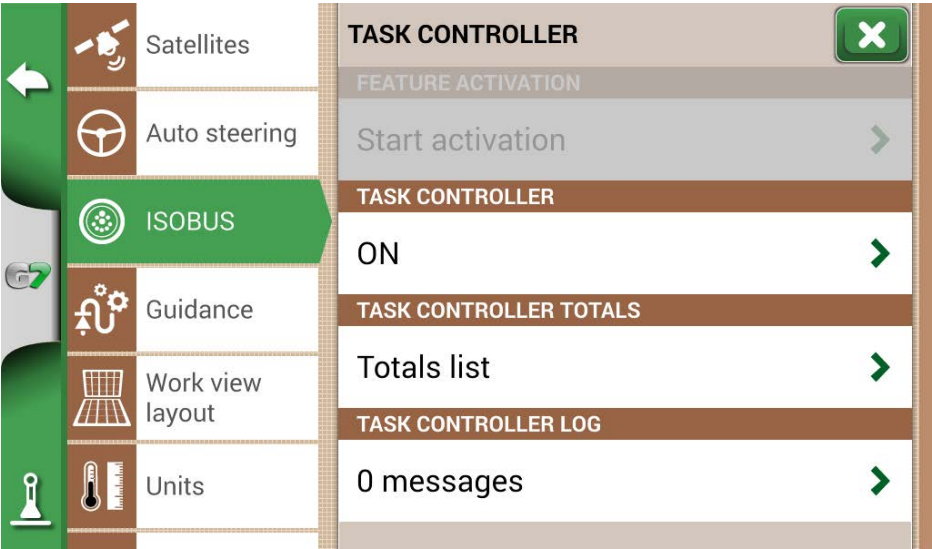 Satellites
Auto steering
ISOBUS
G7
Guidance
Work view
layout
Units
TASK CONTROLLER
FEATURE ACTIVATION
Start activation
TASK CONTROLLER
ON
TASK CONTROLLER TOTALS
Totals list
TASK CONTROLLER LOG
0 messages